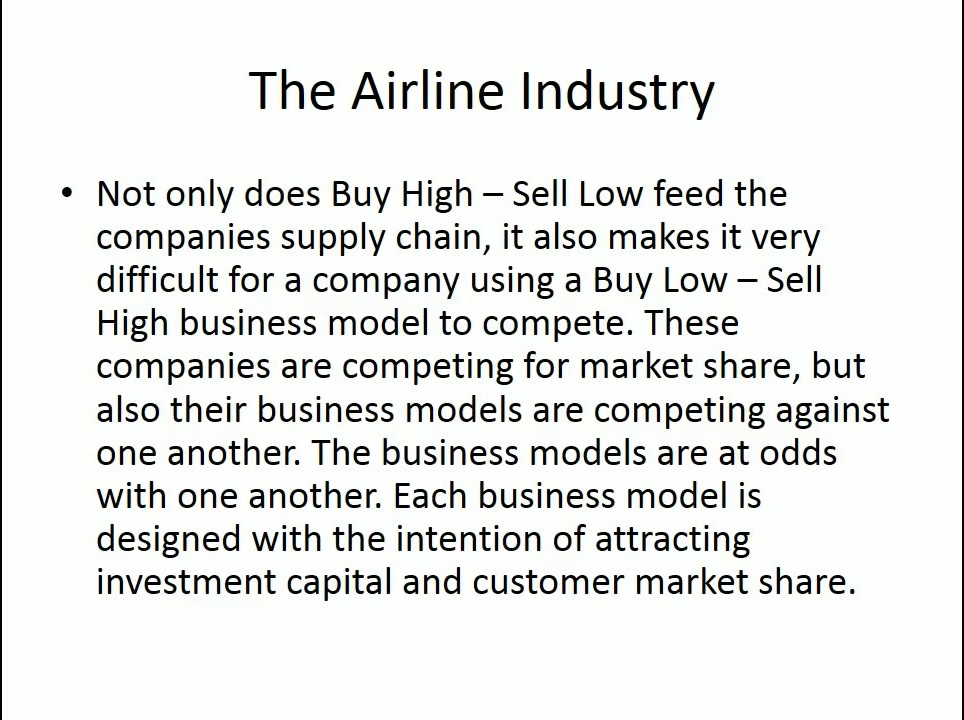 The Airline Industry
• Not only does Buy High – Sell Low feed the
companies supply chain, it also makes it very
difficult for a company using a Buy Low – Sell
High business model to compete. These
companies are competing for market share, but
also their business models are competing against
one another. The business models are at odds
with one another. Each business model is
designed with the intention of attracting
investment capital and customer market share.